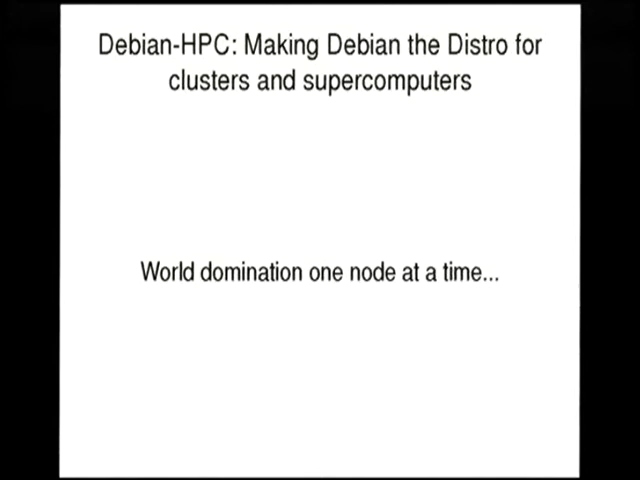 Debian-HPC: Making Debian the Distro for
clusters and supercomputers
World domination one node at a time...